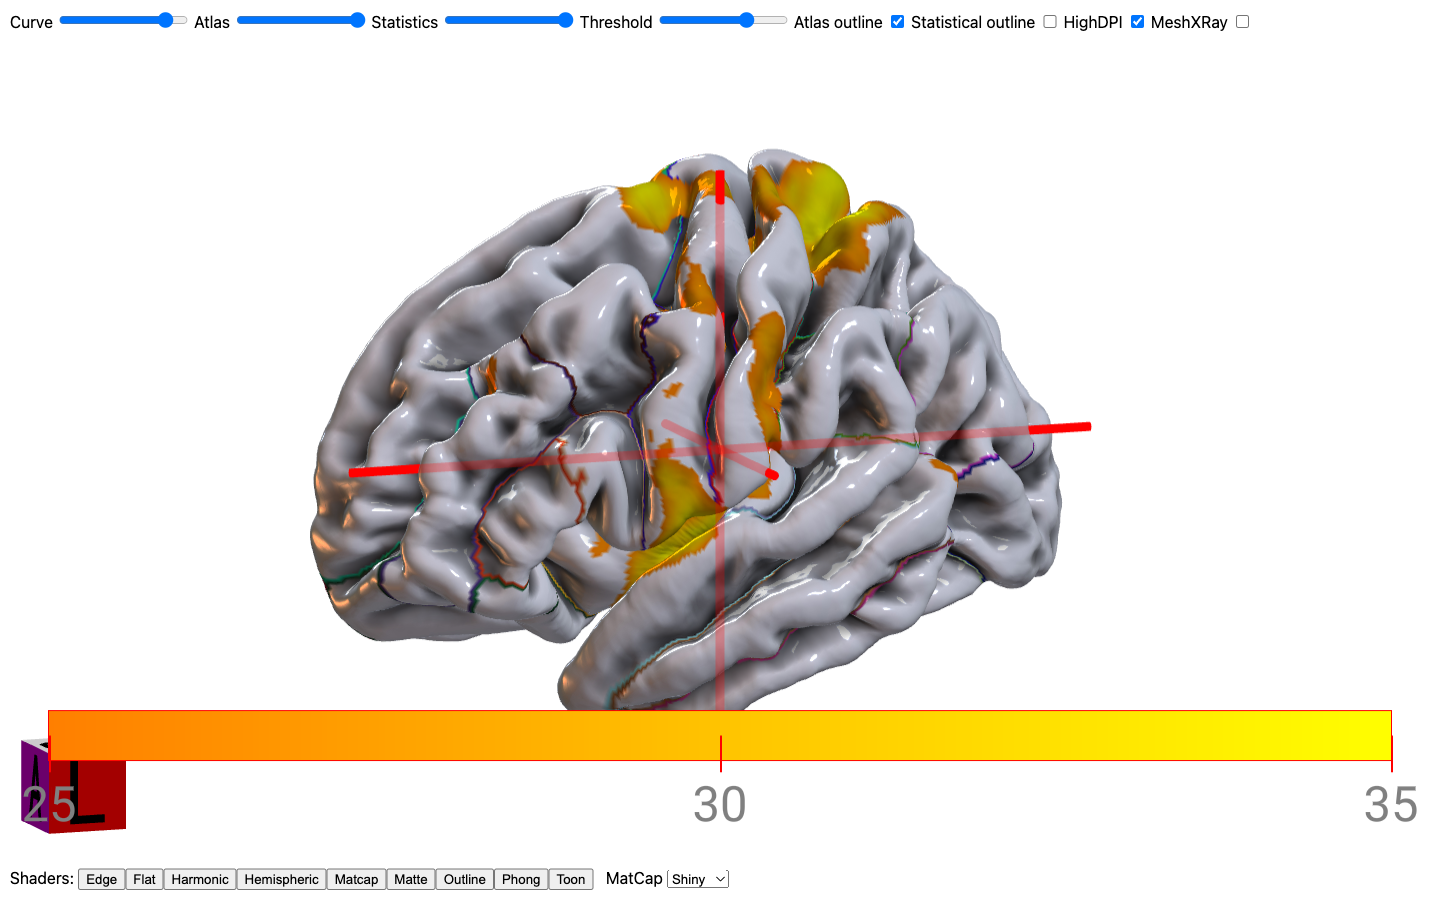 Curve Atlas Statistics Threshold Atlas outline Statistical outline HighDPI MeshXRay
A L
25 30 35
Shaders: Edge Flat Harmonic Hemispheric Matcap Matte Outline Phong Toon MatCap Shiny